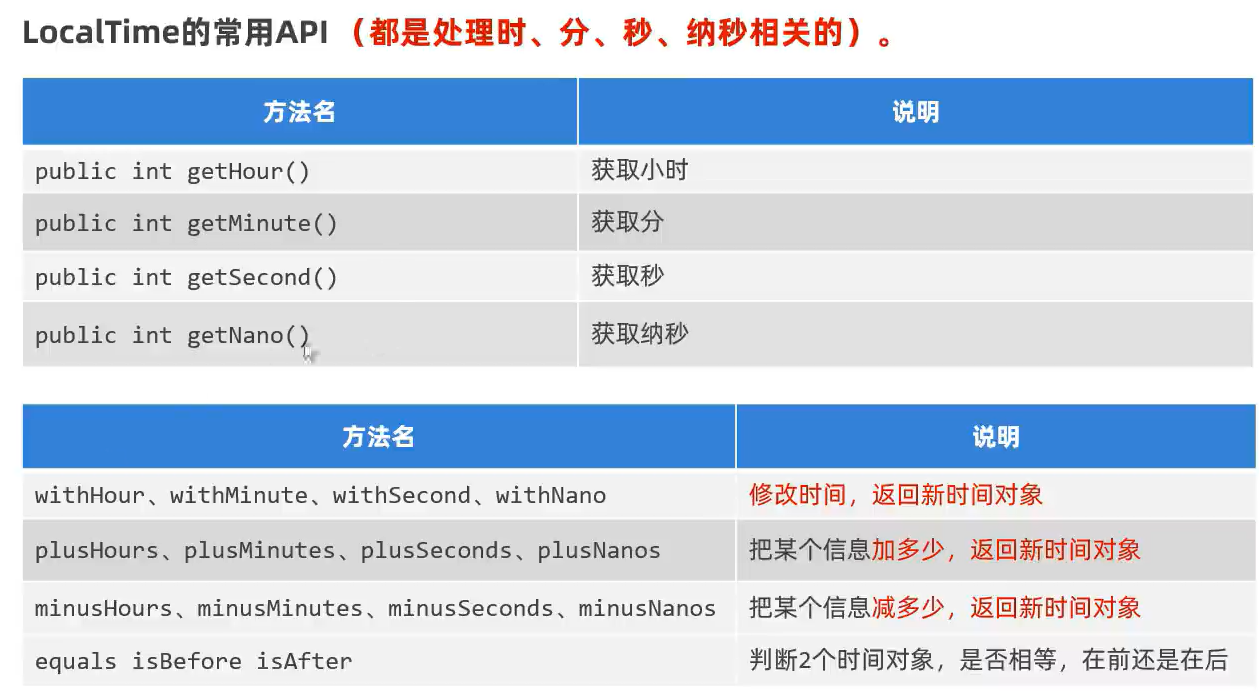 LocalTime的常用API （都是处理时、分、秒、纳秒相关的）。
方法名 说明
public int getHour() 获取小时
public int getMinute() 获取分
public int getSecond() 获取秒
public int getNano() 获取纳秒
方法名 说明
withHour、withMinute、withSecond、withNano 修改时间，返回新时间对象
plusHours、plusMinutes、plusSeconds、plusNanos 把某个信息加多少，返回新时间对象
minusHours、minusMinutes、minusSeconds、minusNanos 把某个信息减多少，返回新时间对象
equals isBefore isAfter 判断2个时间对象，是否相等，在前还是在后